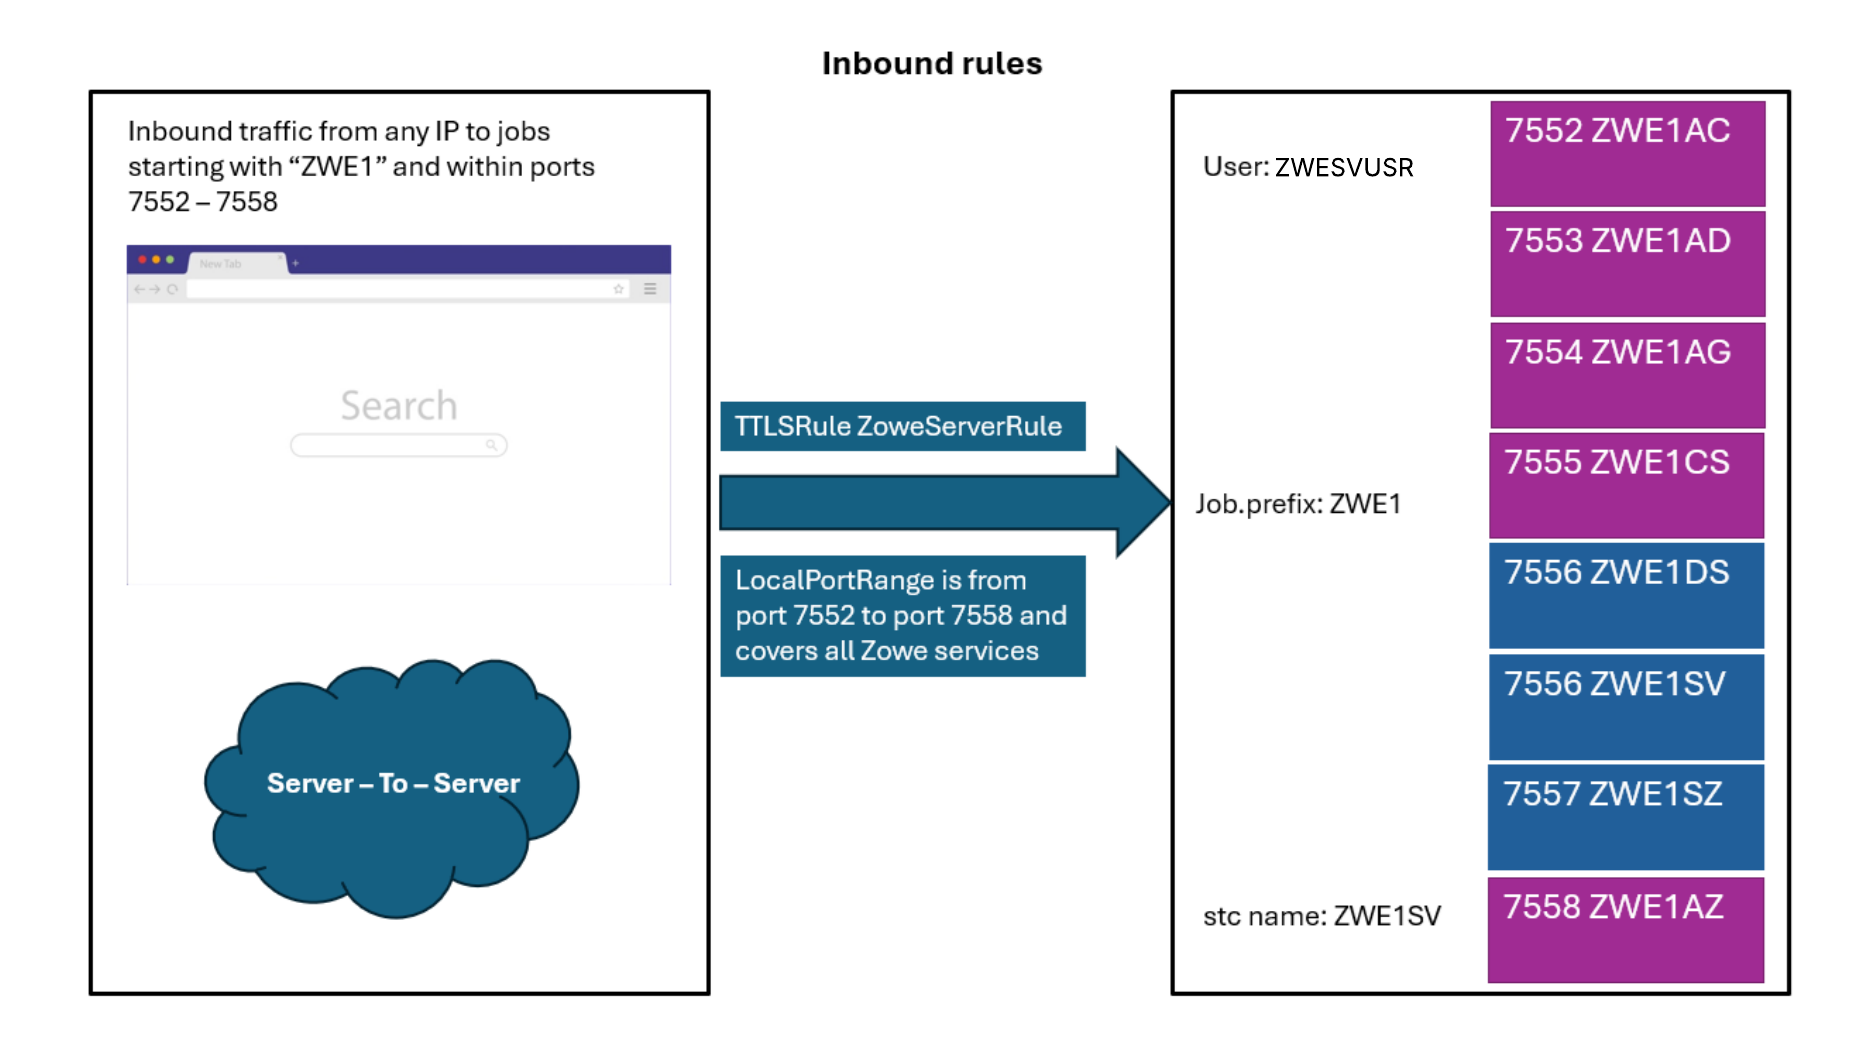 Inbound rules
Inbound traffic from any IP to jobs
starting with “ZWE1” and within ports
7552 – 7558
New Tab
Search
Server – To – Server
TTLSRule ZoweServerRule
LocalPortRange is from
port 7552 to port 7558 and
covers all Zowe services
User: ZWESVUSR
Job.prefix: ZWE1
stc name: ZWE1SV
7552 ZWE1AC
7553 ZWE1AD
7554 ZWE1AG
7555 ZWE1CS
7556 ZWE1DS
7556 ZWE1SV
7557 ZWE1SZ
7558 ZWE1AZ